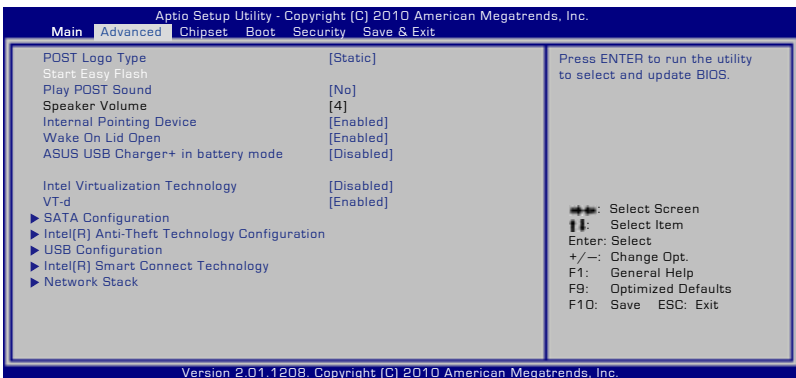 Aptio Setup Utility - Copyright (C) 2010 American Megatrends, Inc.
Main Advanced Chipset Boot Security Save & Exit
POST Logo Type [Static]
Start Easy Flash
Play POST Sound [No]
Speaker Volume [4]
Internal Pointing Device [Enabled]
Wake On Lid Open [Enabled]
ASUS USB Charger+ in battery mode [Disabled]
Intel Virtualization Technology [Disabled]
VT-d [Enabled]
SATA Configuration
Intel(R) Anti-Theft Technology Configuration
USB Configuration
Intel(R) Smart Connect Technology
Network Stack
Press ENTER to run the utility
to select and update BIOS.
: Select Screen
: Select Item
Enter: Select
+/—: Change Opt.
F1: General Help
F9: Optimized Defaults
F10: Save ESC: Exit
Version 2.01.1208. Copyright (C) 2010 American Megatrends, Inc.